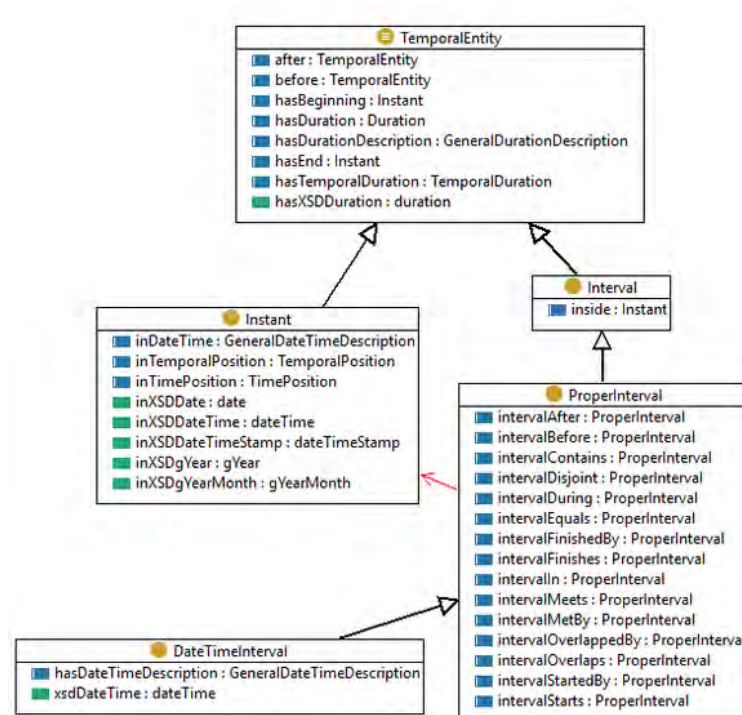 TemporalEntity
after : TemporalEntity
before : TemporalEntity
hasBeginning : Instant
hasDuration : Duration
hasDurationDescription : GeneralDurationDescription
hasEnd : Instant
hasTemporalDuration : TemporalDuration
hasXSDDuration : duration
Interval
inside : Instant
Instant
inDateTime : GeneralDateTimeDescription
inTemporalPosition : TemporalPosition
inTimePosition : TimePosition
inXSDDate : date
inXSDDateTime : dateTime
inXSDDateTimeStamp : dateTimeStamp
inXSDgYear : gYear
inXSDgYearMonth : gYearMonth
ProperInterval
intervalAfter : ProperInterval
intervalBefore : ProperInterval
intervalContains : ProperInterval
intervalDisjoint : ProperInterval
intervalDuring : ProperInterval
intervalEquals : ProperInterval
intervalFinishedBy : ProperInterval
intervalFinishes : ProperInterval
intervalIn : ProperInterval
intervalMeets : ProperInterval
intervalMetBy : ProperInterval
intervalOverlappedBy : ProperInterva
intervalOverlaps : ProperInterval
intervalStartedBy : ProperInterval
intervalStarts : ProperInterval
DateTimeInterval
hasDateTimeDescription : GeneralDateTimeDescription
xsdDateTime : dateTime